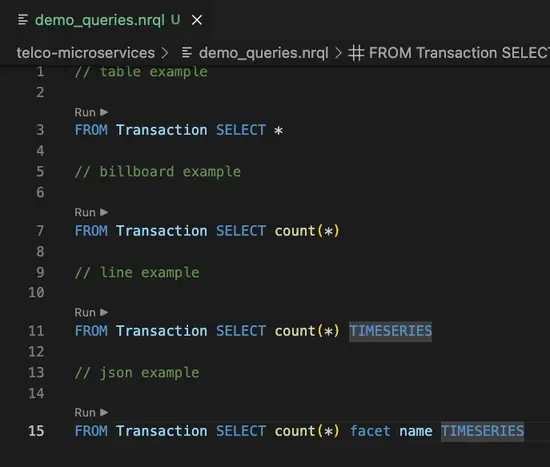 demo_queries.nrql U ×
telco-microservices > demo_queries.nrql > FROM Transaction SELECT
1 // table example
2
Run
3 FROM Transaction SELECT *
4
5 // billboard example
6
Run
7 FROM Transaction SELECT count(*)
8
9 // line example
10
Run
11 FROM Transaction SELECT count(*) TIMESERIES
12
13 // json example
14
Run
15 FROM Transaction SELECT count(*) facet name TIMESERIES